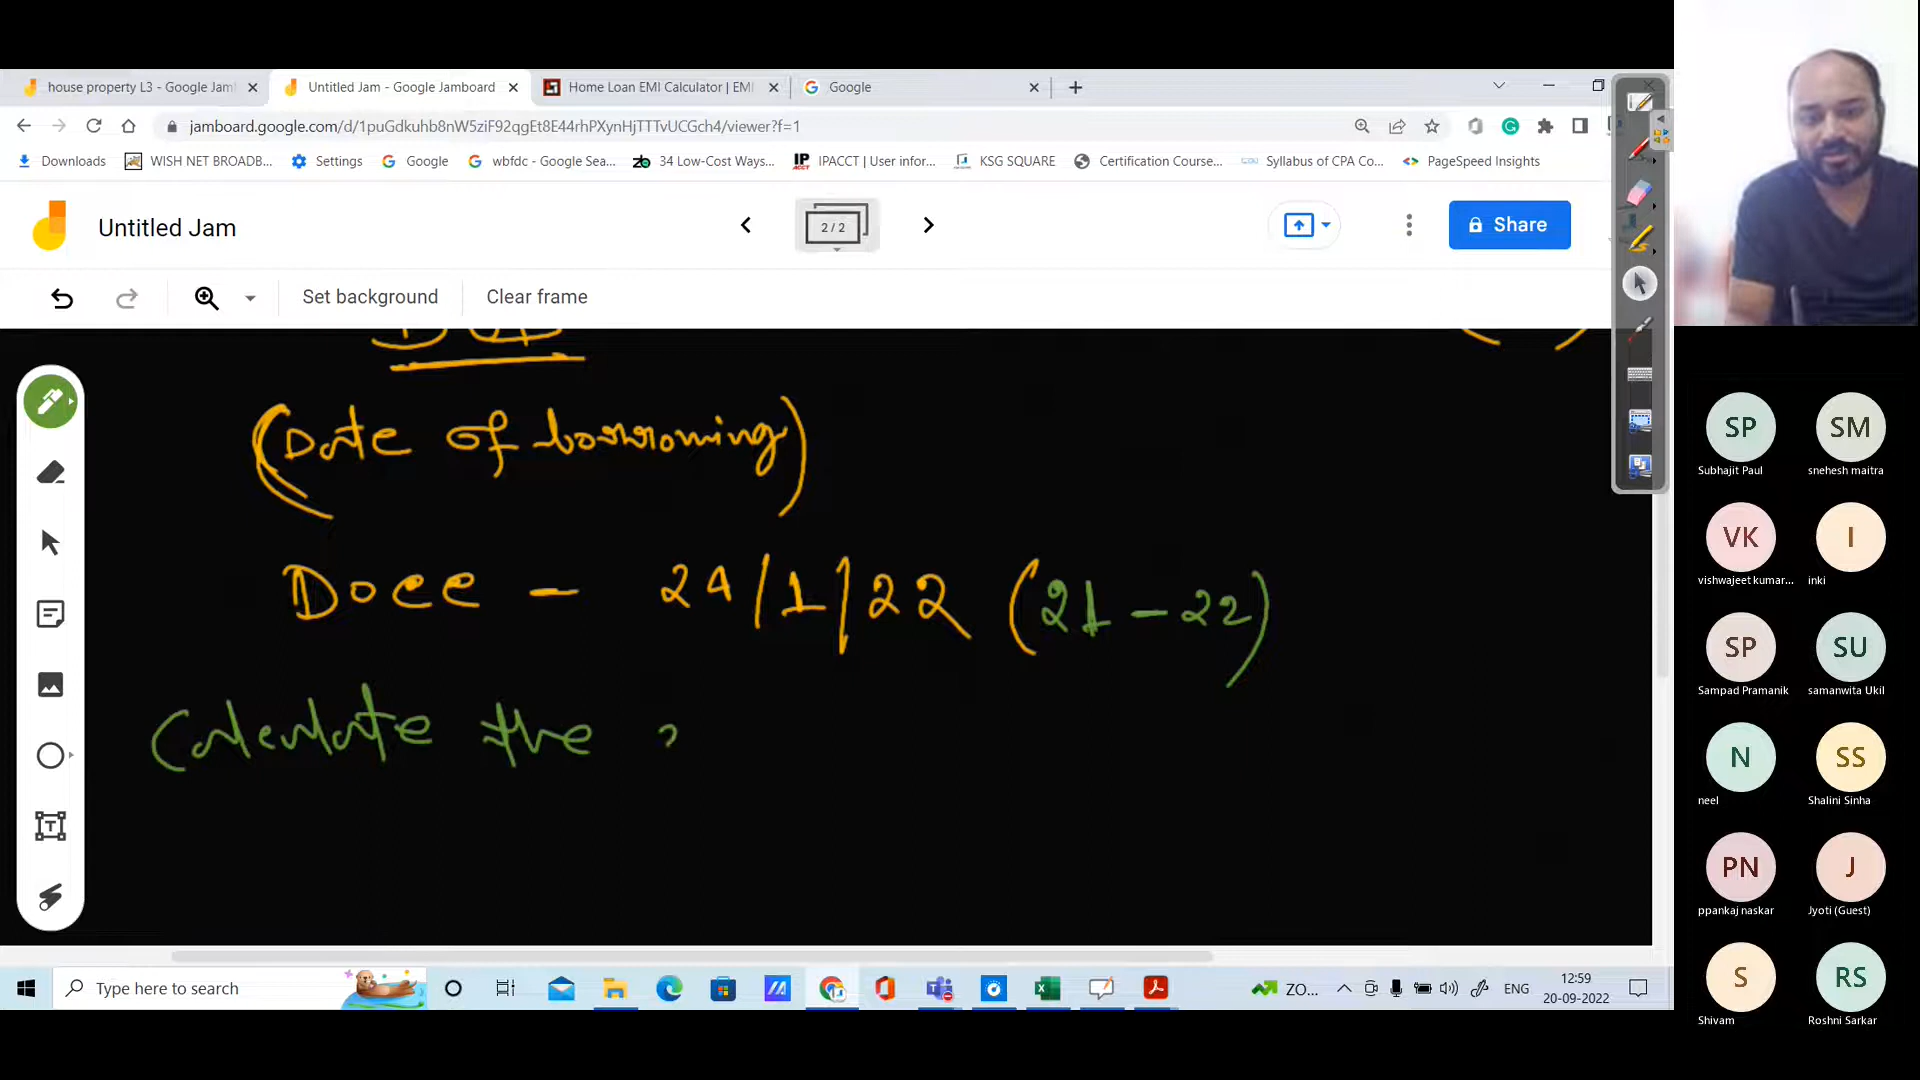 house property L3 - Google Jam
Untitled Jam - Google Jamboard
Home Loan EMI Calculator | EMI
Google
jamboard.google.com/d/1puGdkuhb8nW5ziF92qgEt8E44rhPXynHjTTTvUCGch4/viewer?f=1
Downloads
WISH NET BROADB...
Settings
Google
wbfdc - Google Sea...
34 Low-Cost Ways...
IPACCT | User infor...
KSG SQUARE
Certification Course...
Syllabus of CPA Co...
PageSpeed Insights
Untitled Jam
2 / 2
Share
Set background
Clear frame
(Date of borrowing)
DOCC - 24/1/22 (21-22)
Calculate the
Type here to search
ZO...
ENG
12:59
20-09-2022
SP
SM
Subhajit Paul
snehesh maitra
VK
I
vishwajeet kumar...
inki
SP
SU
Sampad Pramanik
samanwita Ukil
N
SS
neel
Shalini Sinha
PN
J
ppankaj naskar
Jyoti (Guest)
S
RS
Shivam
Roshni Sarkar